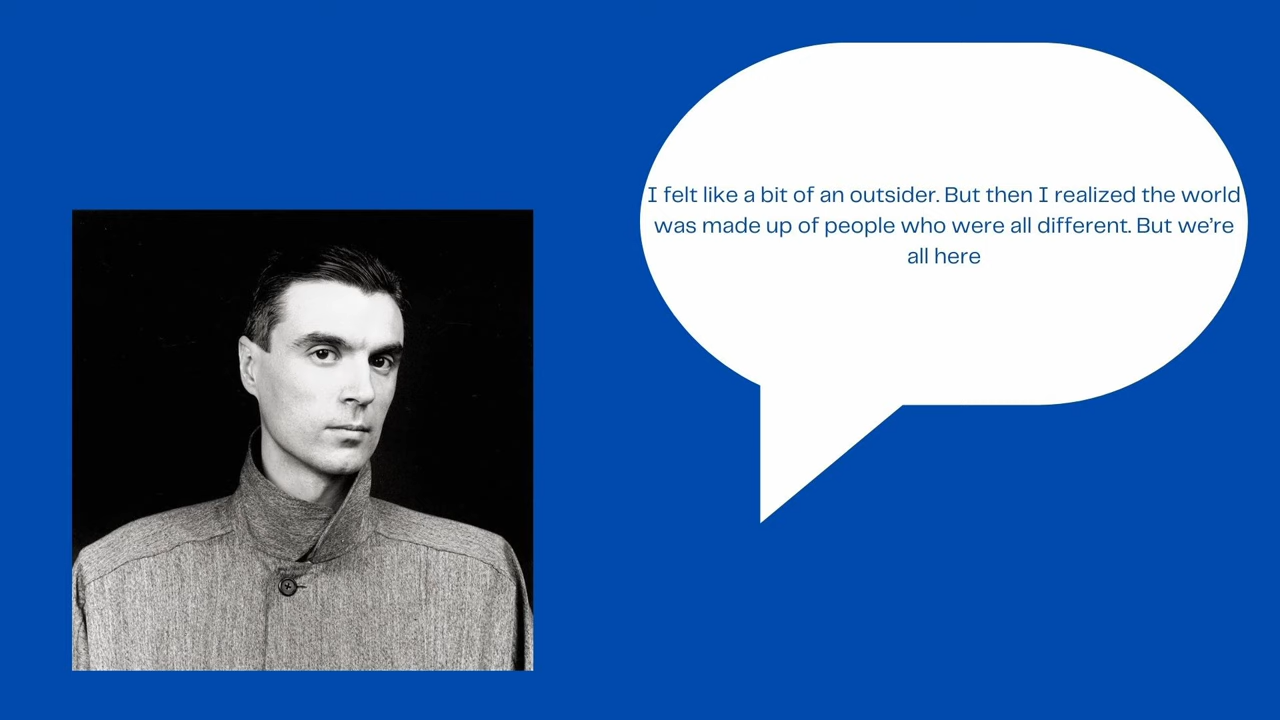 I felt like a bit of an outsider. But then I realized the world
was made up of people who were all different. But we’re
all here